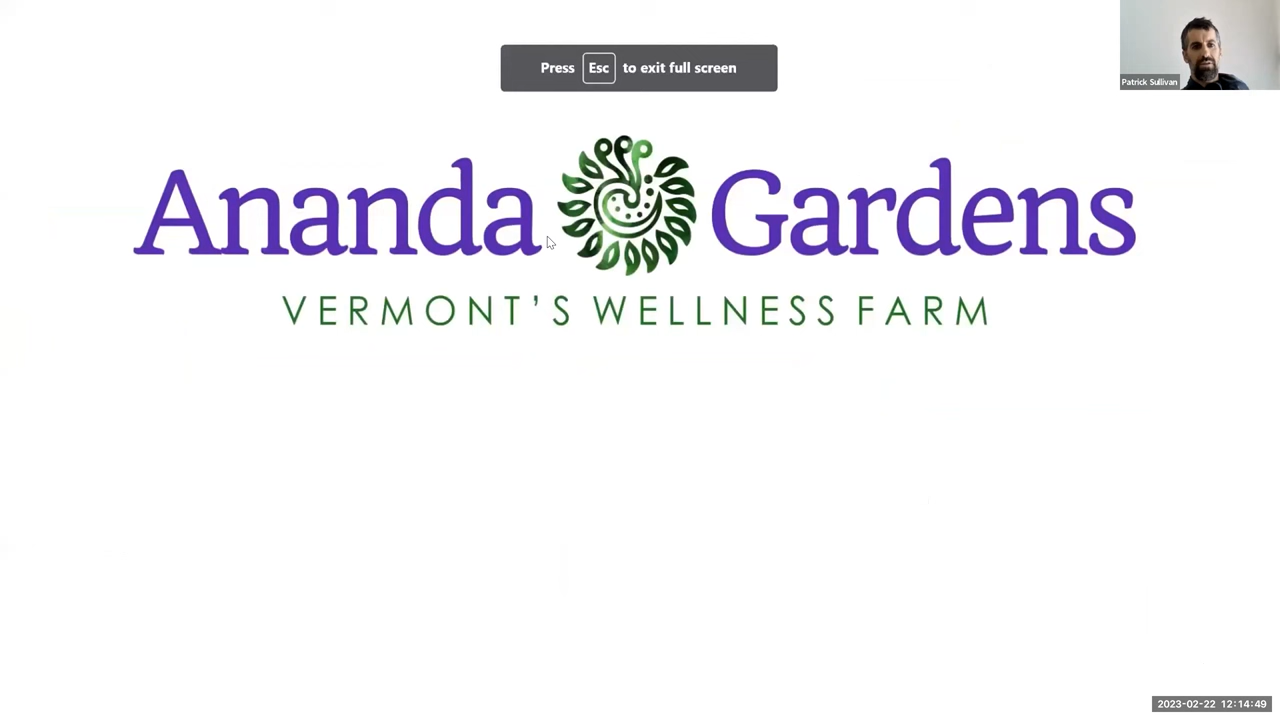 Press Esc to exit full screen
Patrick Sullivan
Ananda Gardens
VERMONT'S WELLNESS FARM
2023-02-22 12:14:49